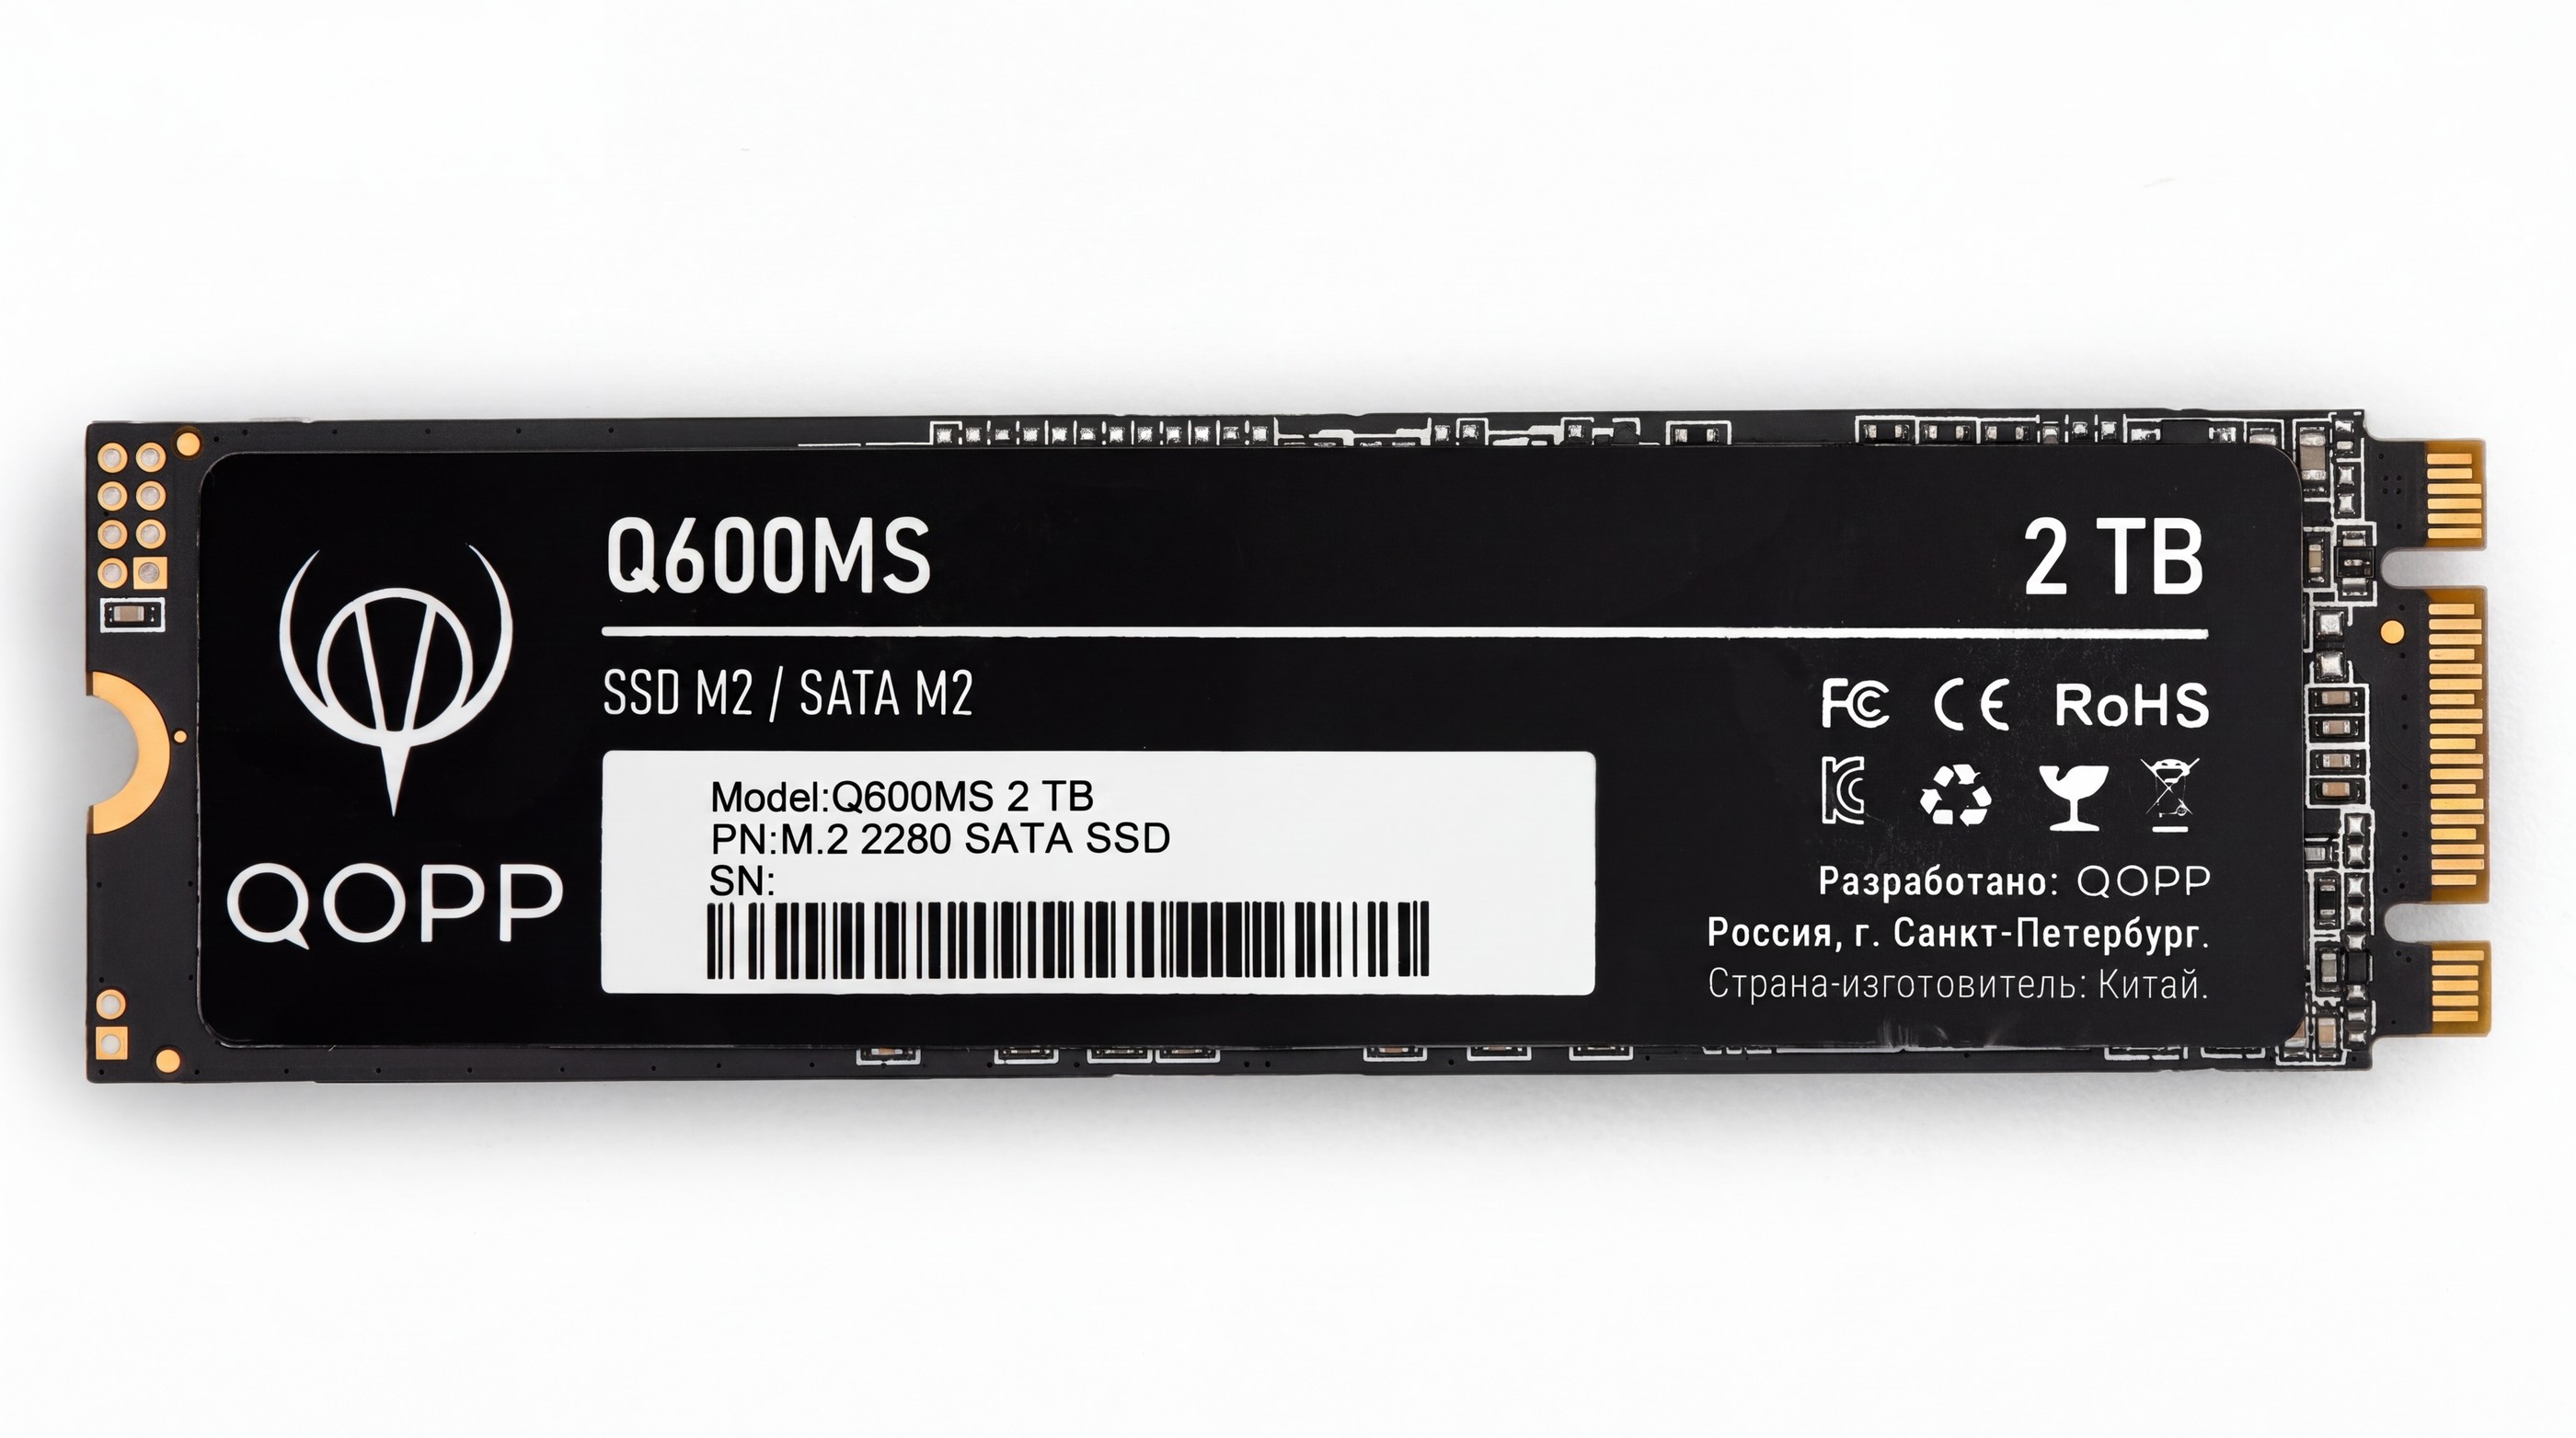 Q600MS 2 TB
SSD M2 / SATA M2
QOPP
Model:Q600MS 2 TB
PN:M.2 2280 SATA SSD
SN:
FC CE RoHS
Разработано: QOPP
Россия, г. Санкт-Петербург.
Страна-изготовитель: Китай.